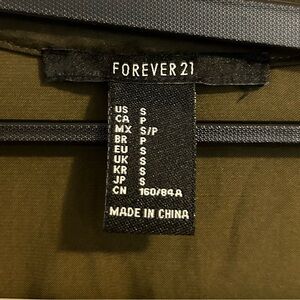 FOREVER 21
US S
CA P
MX S/P
BR P
EU S
UK S
KR S
JP S
CN 160/84A
MADE IN CHINA